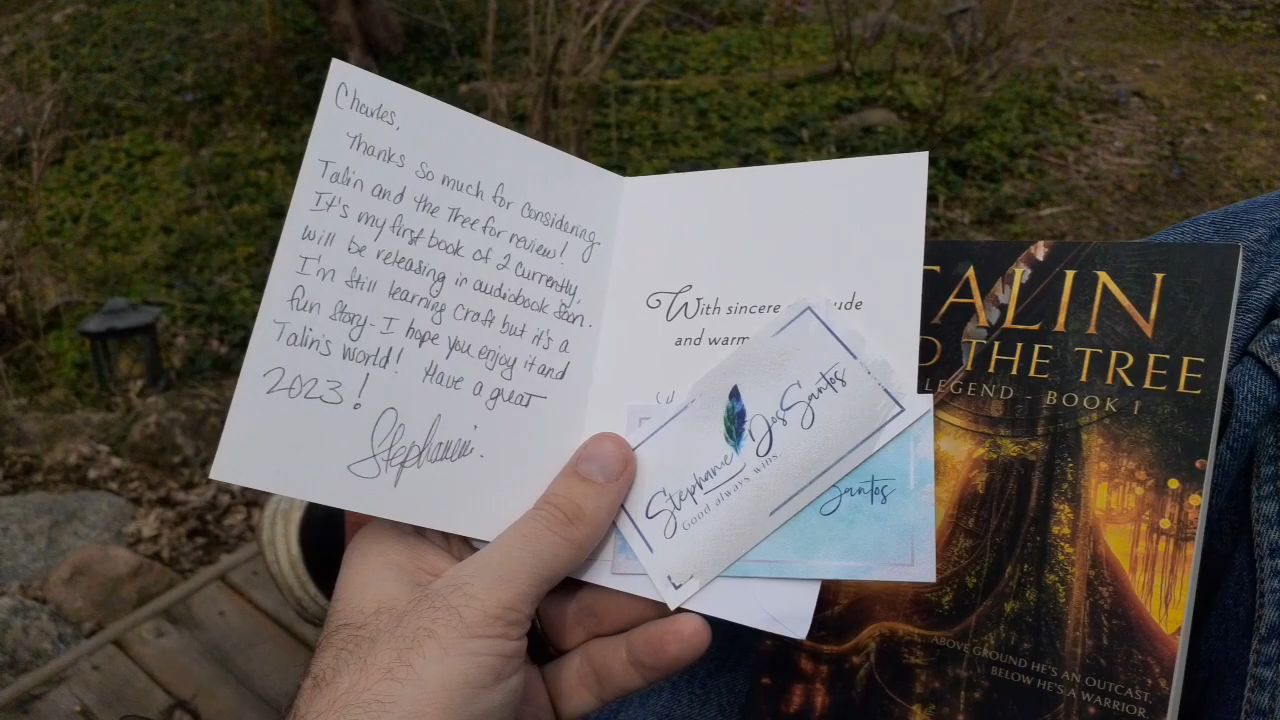 Charles,
Thanks so much for considering
Talin and the Tree for review!
It's my first book of 2 currently,
will be releasing in audiobook soon.
I'm still learning craft but it's a
fun story - I hope you enjoy it and
Talin's world! Have a great
2023!
Stephanie.
With sincere ude
and warm
Stephanie Dos Santos
Good always wins.
Santos
TALIN
D THE TREE
LEGEND - BOOK 1
ABOVE GROUND HE'S AN OUTCAST.
BELOW HE'S A WARRIOR.